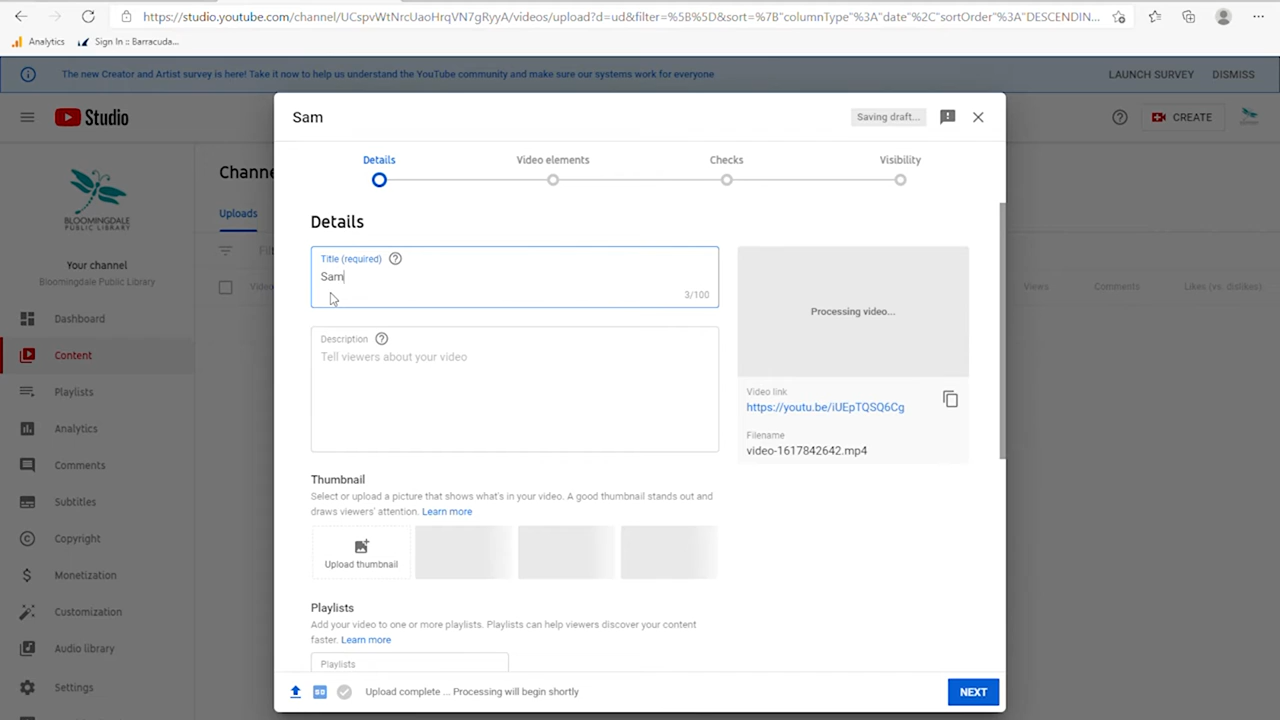 https://studio.youtube.com/channel/UCspvWtNrcUaoHrqVN7gRyyA/videos/upload?d=ud&filter=%5B%5D&sort=%7B"columnType"%3A"date"%2C"sortOrder"%3A"DESCENDIN...
Analytics
Sign In :: Barracuda...
The new Creator and Artist survey is here! Take it now to help us understand the YouTube community and make sure our systems work for everyone
LAUNCH SURVEY
DISMISS
Studio
CREATE
Sam
Saving draft...
Details
Video elements
Checks
Visibility
BLOOMINGDALE
PUBLIC LIBRARY
Your channel
Bloomingdale Public Library
Dashboard
Content
Playlists
Analytics
Comments
Subtitles
Copyright
Monetization
Customization
Audio library
Settings
Channe
Uploads
Filt
Video
Views
Comments
Likes (vs. dislikes)
Details
Title (required)
Sam
3/100
Description
Tell viewers about your video
Processing video...
Video link
https://youtu.be/iUEpTQSQ6Cg
Filename
video-1617842642.mp4
Thumbnail
Select or upload a picture that shows what's in your video. A good thumbnail stands out and
draws viewers' attention. Learn more
Upload thumbnail
Playlists
Add your video to one or more playlists. Playlists can help viewers discover your content
faster. Learn more
Playlists
SD
Upload complete ... Processing will begin shortly
NEXT